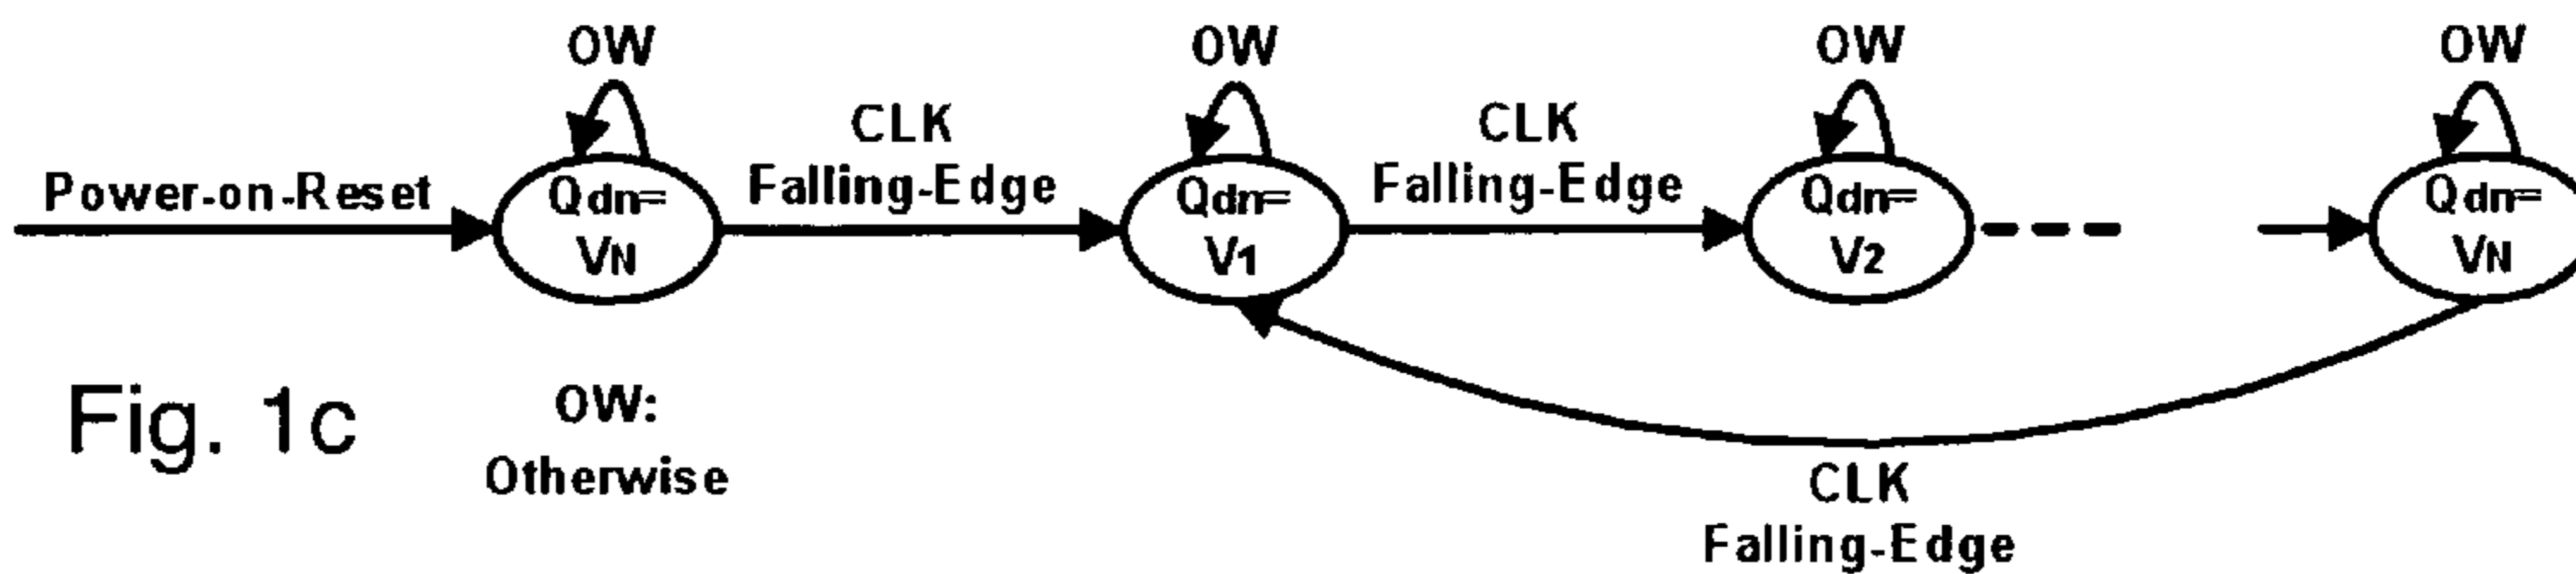 OW
OW
OW
OW
CLK
Falling-Edge
CLK
Falling-Edge
Power-on-Reset
Qdn=
VN
Qdn=
V1
Qdn=
V2
Qdn=
VN
Fig. 1c
OW:
Otherwise
CLK
Falling-Edge